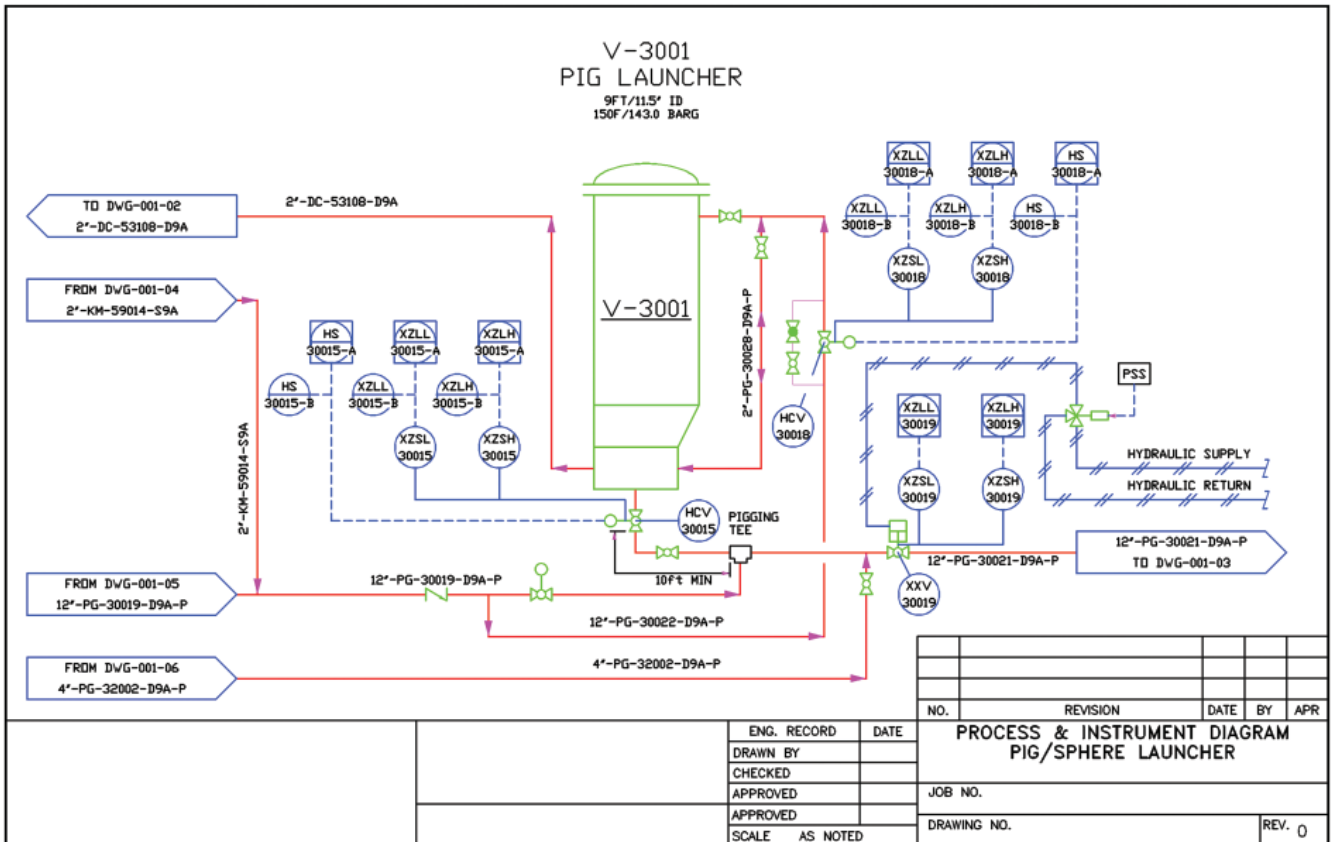 V-3001
PIG LAUNCHER
9FT/11.5" ID
150F/143.0 BARG
TO DWG-001-02
2"-DC-53108-D9A
2"-DC-53108-D9A
FROM DWG-001-04
2"-KM-59014-S9A
2"-KM-59014-S9A
HS
30015-A
XZLL
30015-A
XZLH
30015-A
HS
30015-B
XZLL
30015-B
XZLH
30015-B
XZSL
30015
XZSH
30015
V-3001
2"-PG-30028-D9A-P
XZLL
30018-A
XZLH
30018-A
HS
30018-A
XZLL
30018-B
XZLH
30018-B
HS
30018-B
XZSL
30018
XZSH
30018
HCV
30018
PSS
XZLL
30019
XZLH
30019
XZSL
30019
XZSH
30019
HYDRAULIC SUPPLY
HYDRAULIC RETURN
HCV
30015
PIGGING
TEE
10ft MIN
12"-PG-30021-D9A-P
12"-PG-30021-D9A-P
TO DWG-001-03
XXV
30019
FROM DWG-001-05
12"-PG-30019-D9A-P
12"-PG-30019-D9A-P
12"-PG-30022-D9A-P
FROM DWG-001-06
4"-PG-32002-D9A-P
4"-PG-32002-D9A-P
NO. REVISION DATE BY APR
ENG. RECORD DATE
DRAWN BY
CHECKED
APPROVED
APPROVED
SCALE AS NOTED
PROCESS & INSTRUMENT DIAGRAM
PIG/SPHERE LAUNCHER
JOB NO.
DRAWING NO.
REV. 0